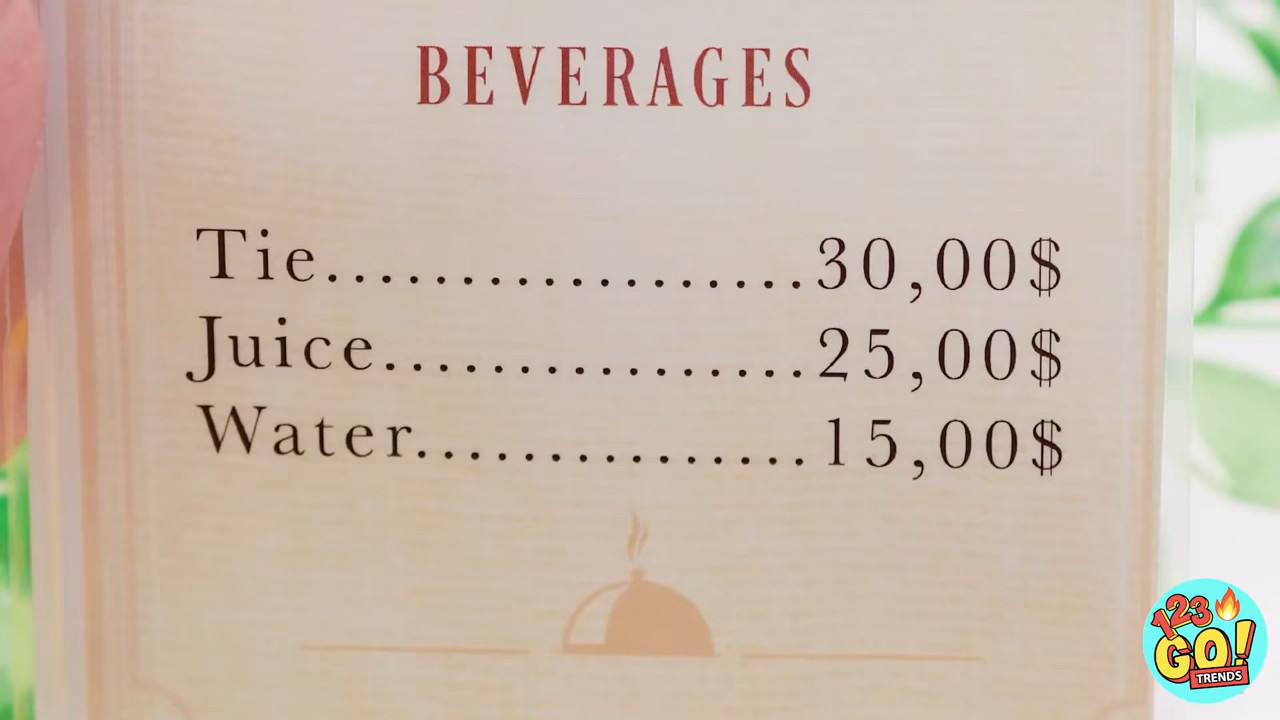 BEVERAGES
Tie...................30,00$
Juice................25,00$
Water...............15,00$
123
GO!
TRENDS